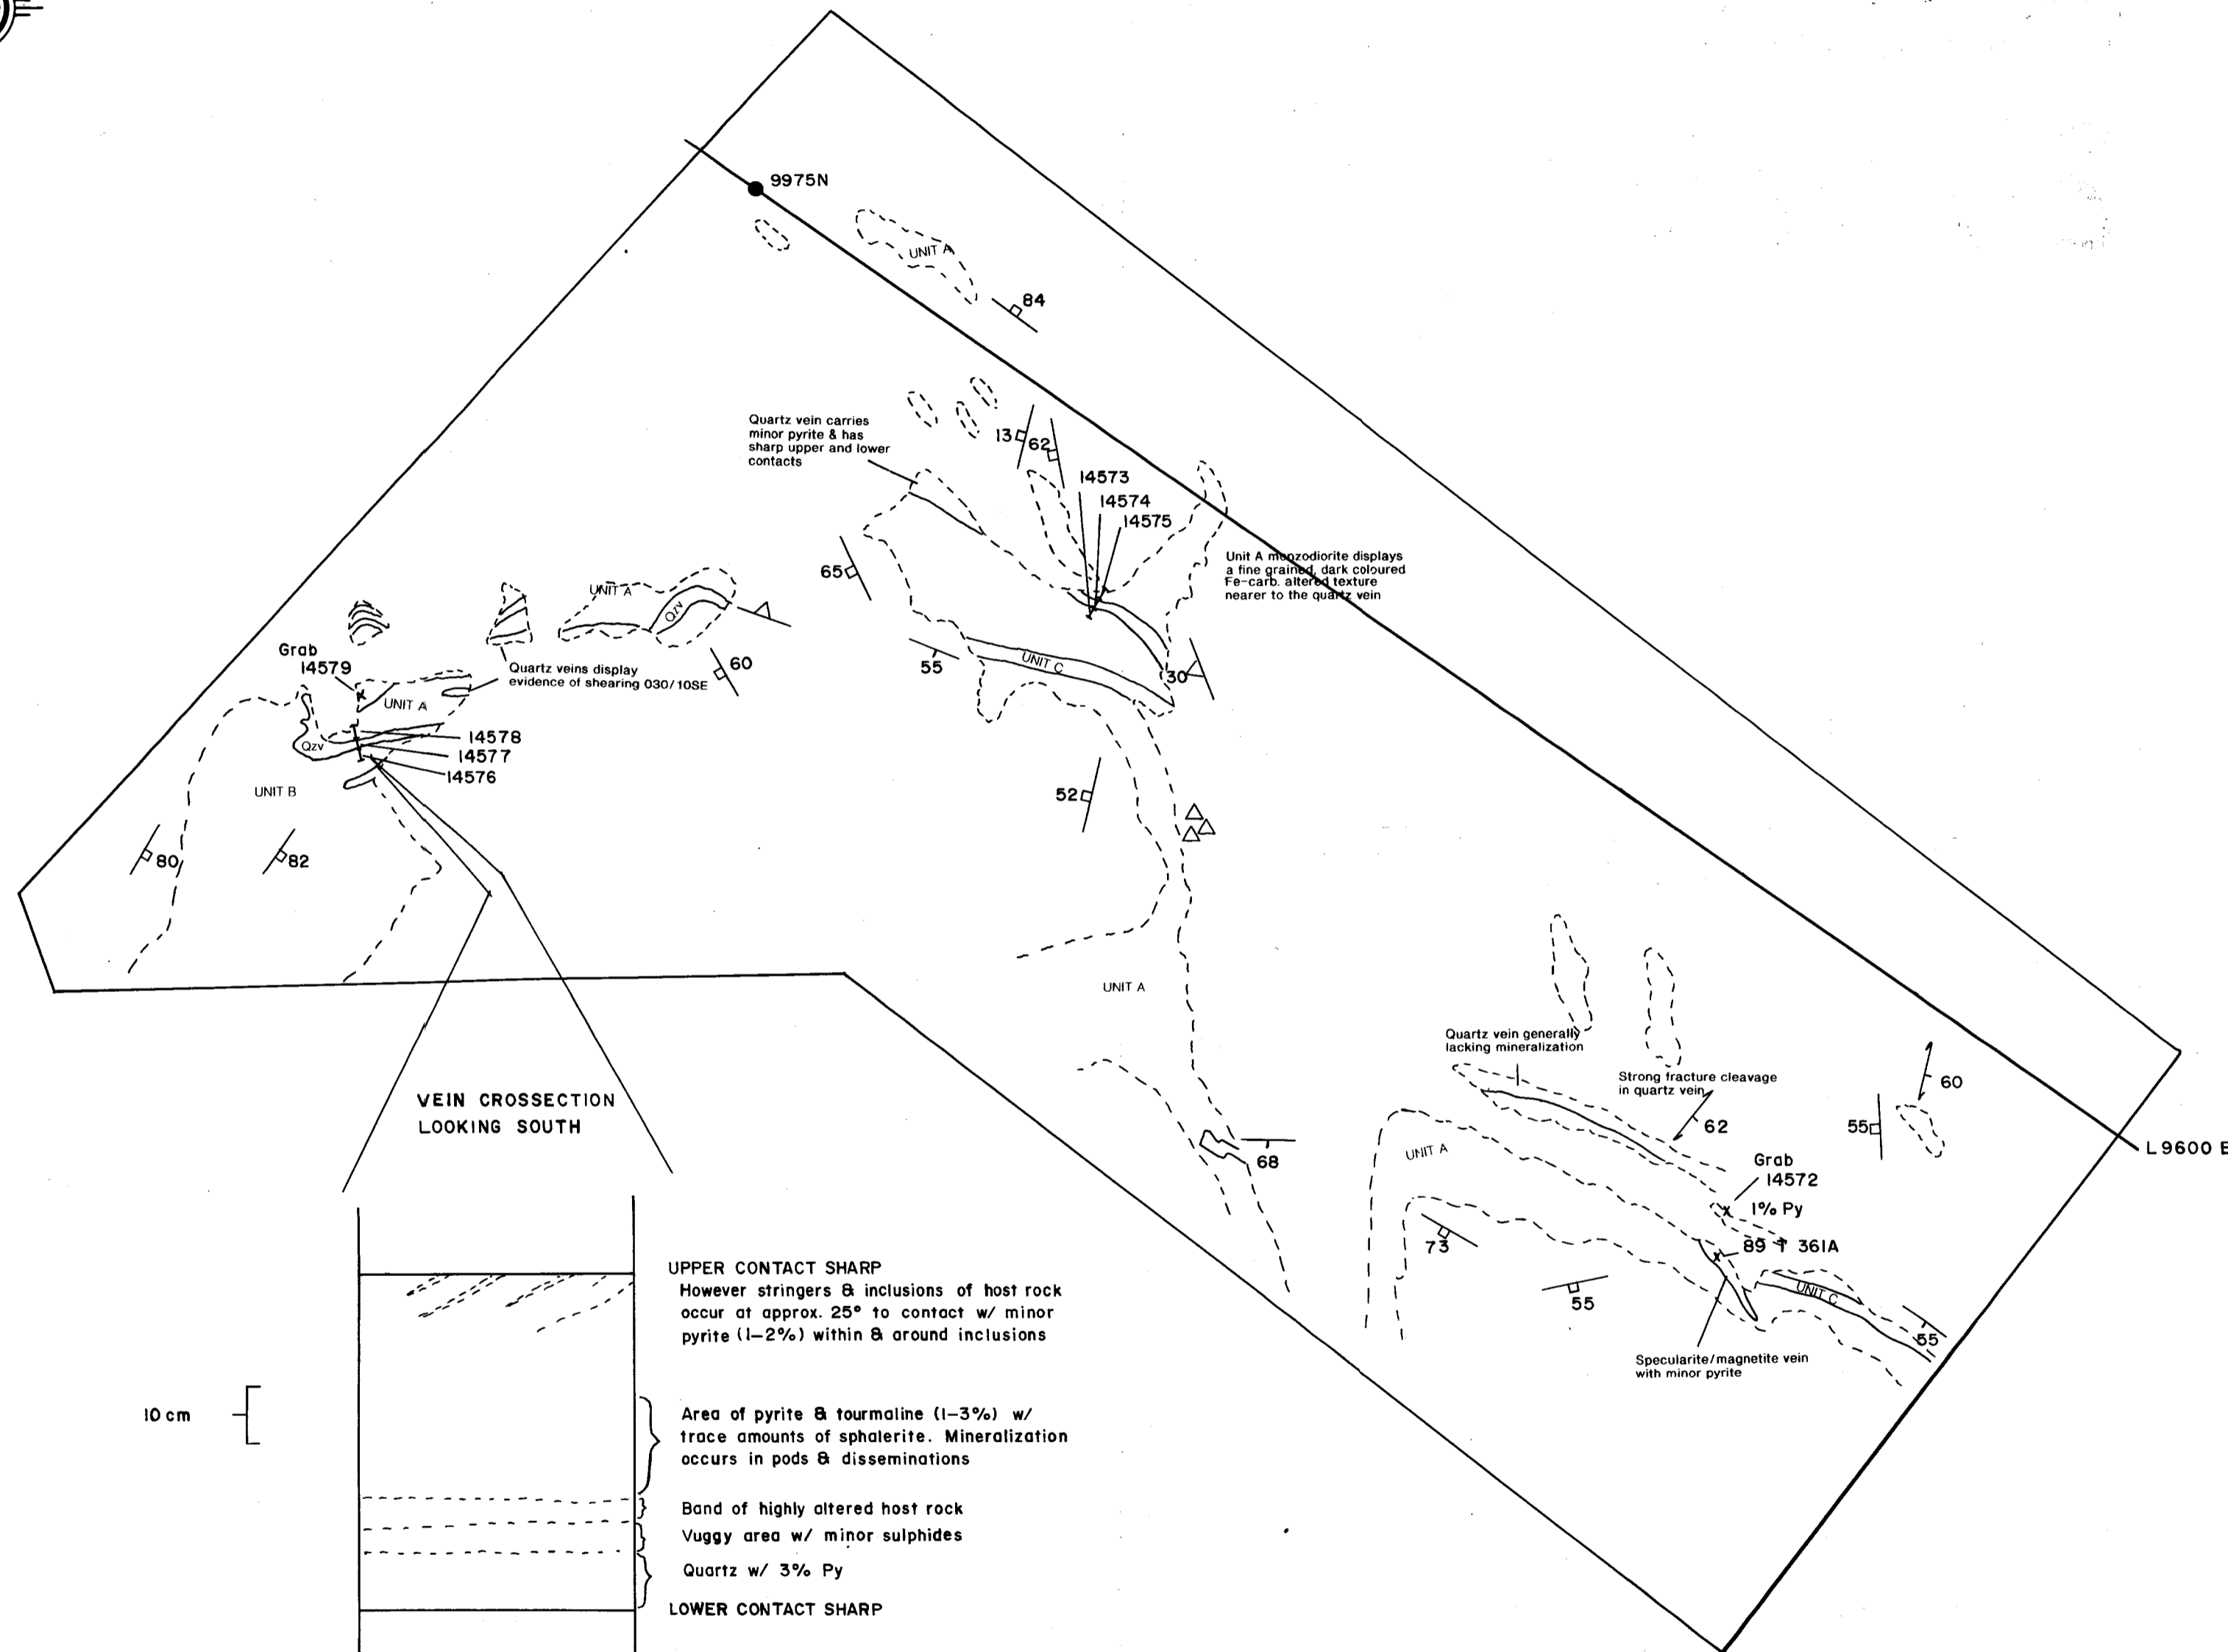 9975N
UNIT A
84
Quartz vein carries
minor pyrite & has
sharp upper and lower
contacts
13
62
14573
14574
14575
Unit A monzodiorite displays
a fine grained, dark coloured
Fe-carb. altered texture
nearer to the quartz vein
65
UNIT A
Qzv
60
Grab
14579
Quartz veins display
evidence of shearing 030/10SE
UNIT A
55
UNIT C
30
Qzv
14578
14577
14576
UNIT B
80
82
52
UNIT A
Quartz vein generally
lacking mineralization
Strong fracture cleavage
in quartz vein
60
62
55
L 9600 E
UNIT A
68
Grab
14572
1% Py
73
89 T 361A
55
UNIT C
55
Specularite/magnetite vein
with minor pyrite
VEIN CROSSECTION
LOOKING SOUTH
UPPER CONTACT SHARP
However stringers & inclusions of host rock
occur at approx. 25° to contact w/ minor
pyrite (1-2%) within & around inclusions
10 cm
Area of pyrite & tourmaline (1-3%) w/
trace amounts of sphalerite. Mineralization
occurs in pods & disseminations
Band of highly altered host rock
Vuggy area w/ minor sulphides
Quartz w/ 3% Py
LOWER CONTACT SHARP